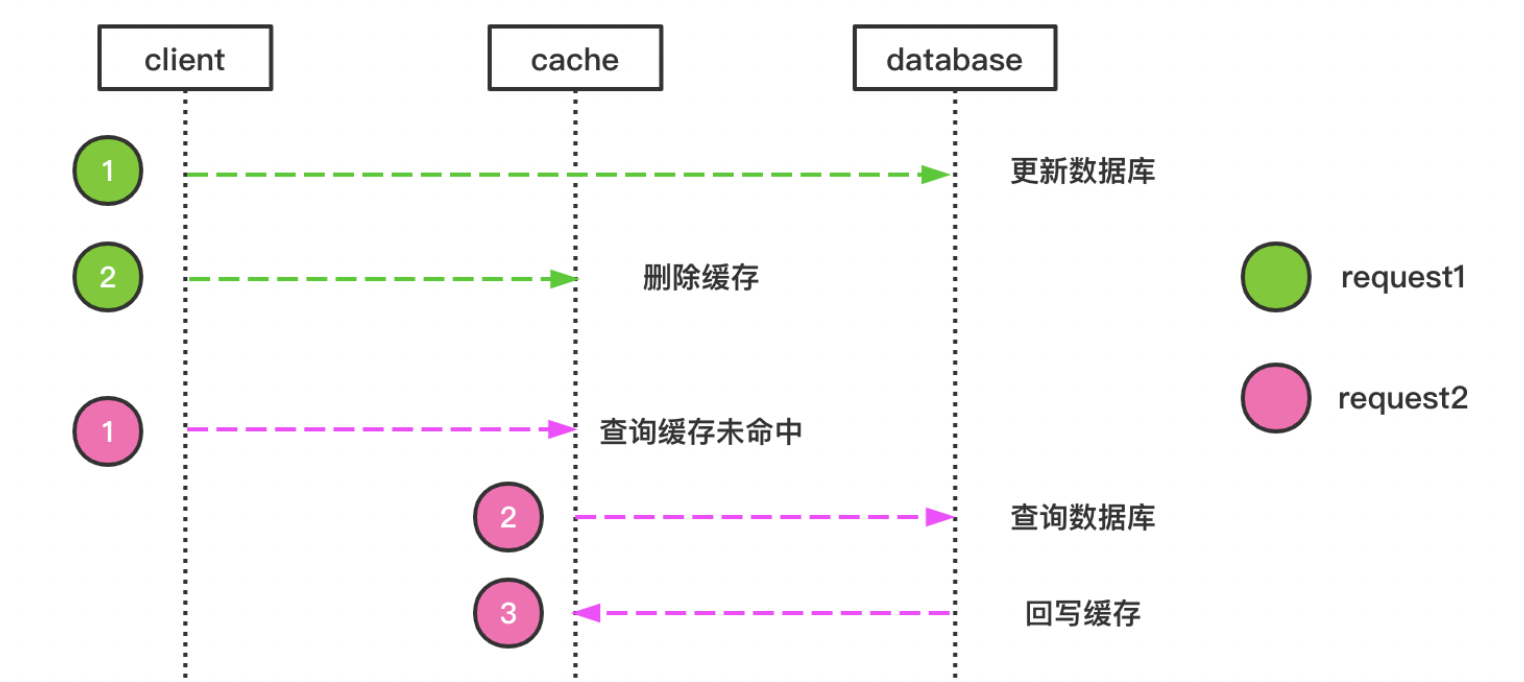 client
cache
database
1
更新数据库
2
删除缓存
request1
request2
1
查询缓存未命中
2
查询数据库
3
回写缓存